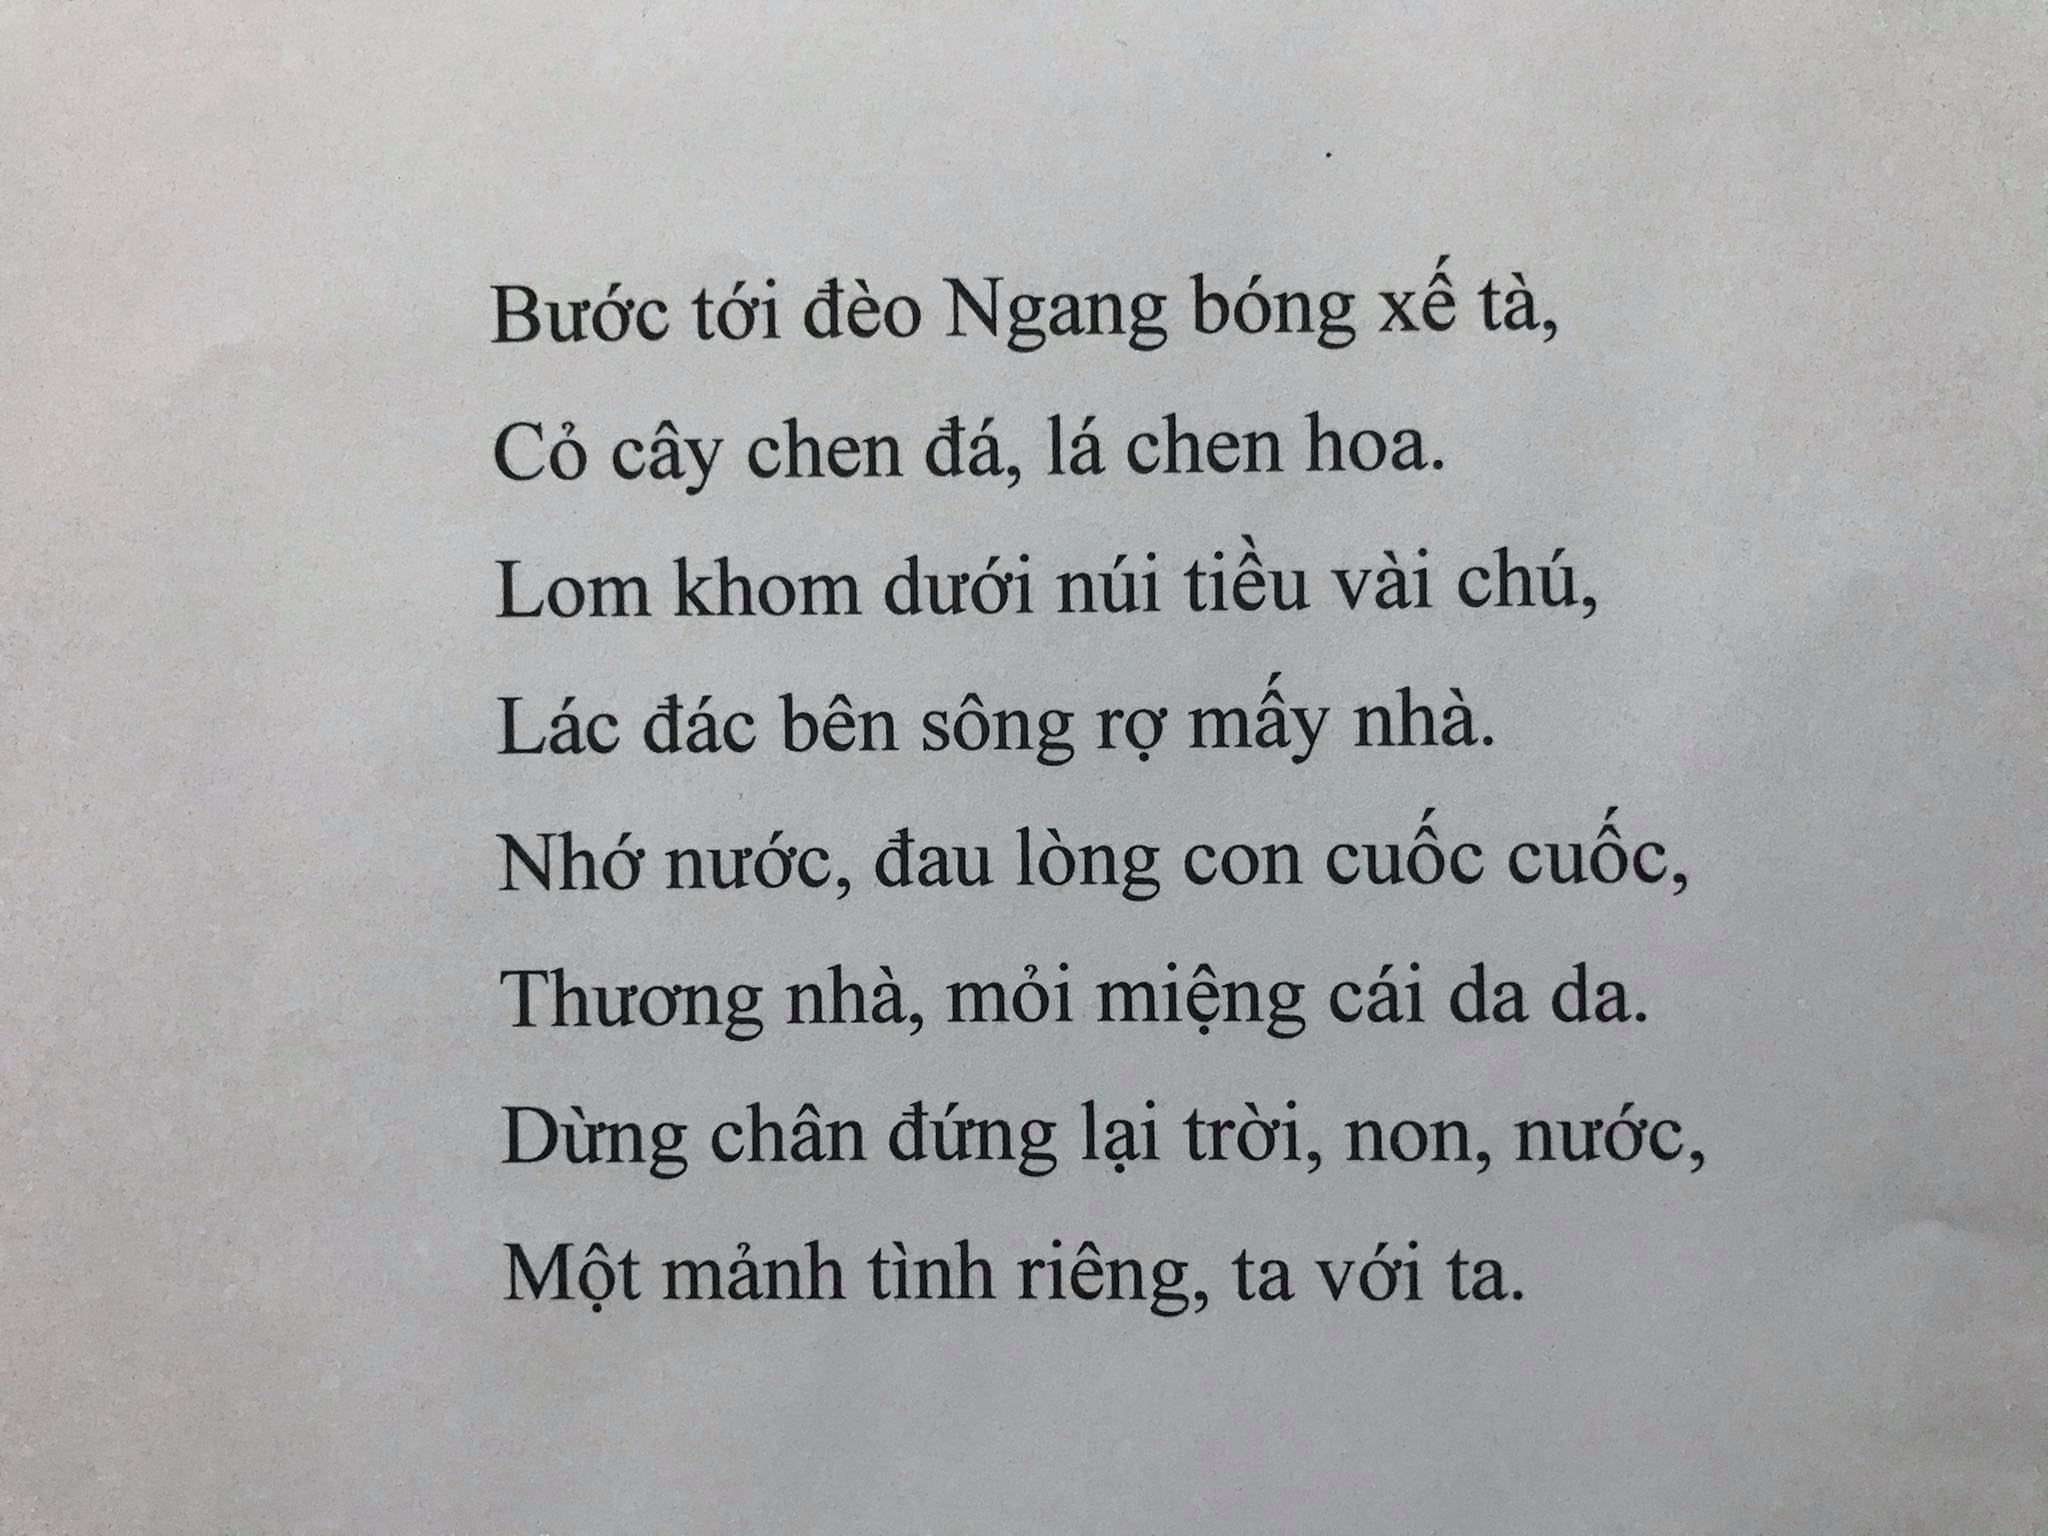 Bước tới đèo Ngang bóng xế tà,
Cỏ cây chen đá, lá chen hoa.
Lom khom dưới núi tiều vài chú,
Lác đác bên sông rợ mấy nhà.
Nhớ nước, đau lòng con cuốc cuốc,
Thương nhà, mỏi miệng cái da da.
Dừng chân đứng lại trời, non, nước,
Một mảnh tình riêng, ta với ta.